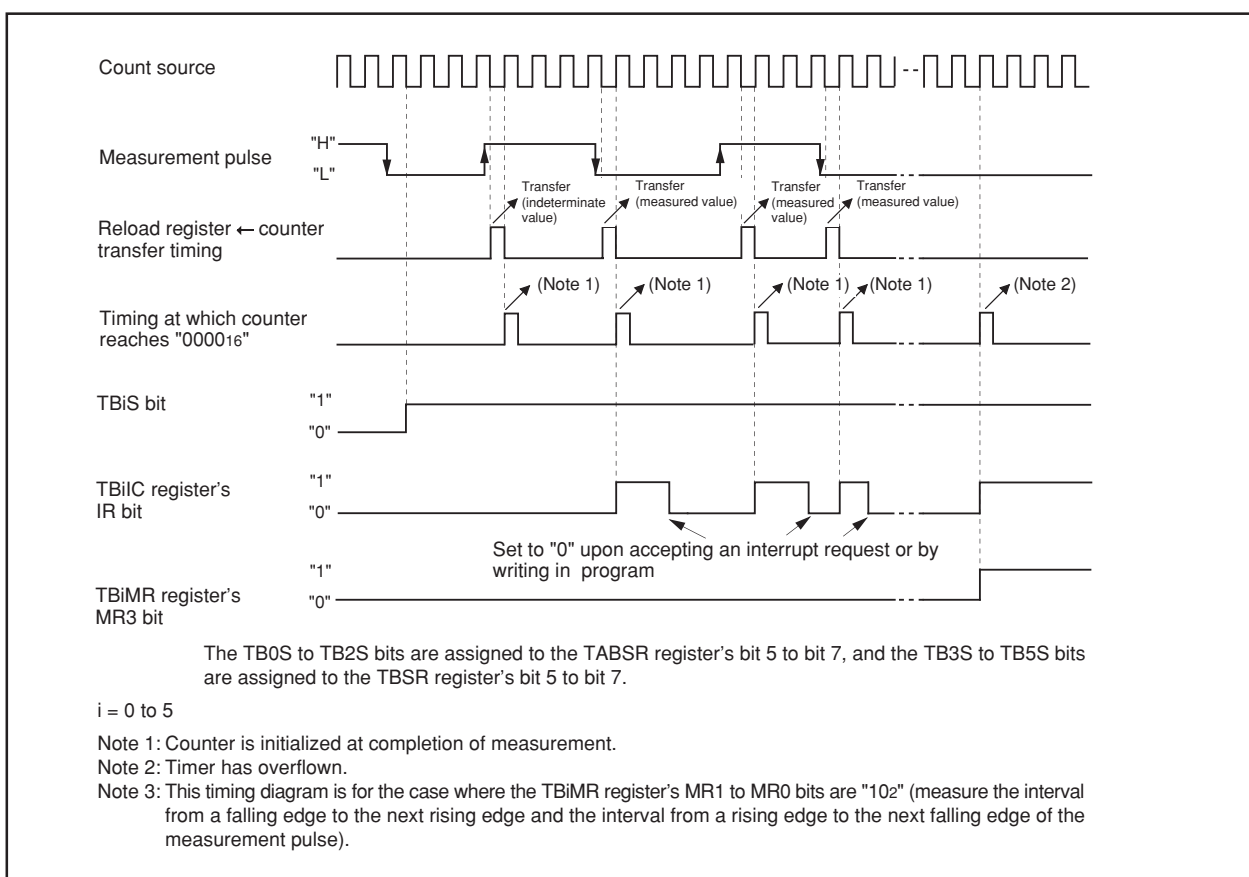 Count source
Measurement pulse
"H"
"L"
Transfer
(indeterminate
value)
Transfer
(measured value)
Transfer
(measured
value)
Transfer
(measured value)
Reload register ← counter
transfer timing
(Note 1)
(Note 1)
(Note 1)
(Note 1)
(Note 2)
Timing at which counter
reaches "000016"
TBiS bit
"1"
"0"
TBiIC register's
IR bit
"1"
"0"
Set to "0" upon accepting an interrupt request or by
writing in program
TBiMR register's
MR3 bit
"1"
"0"
The TB0S to TB2S bits are assigned to the TABSR register's bit 5 to bit 7, and the TB3S to TB5S bits
are assigned to the TBSR register's bit 5 to bit 7.
i = 0 to 5
Note 1: Counter is initialized at completion of measurement.
Note 2: Timer has overflown.
Note 3: This timing diagram is for the case where the TBiMR register's MR1 to MR0 bits are "102" (measure the interval
from a falling edge to the next rising edge and the interval from a rising edge to the next falling edge of the
measurement pulse).